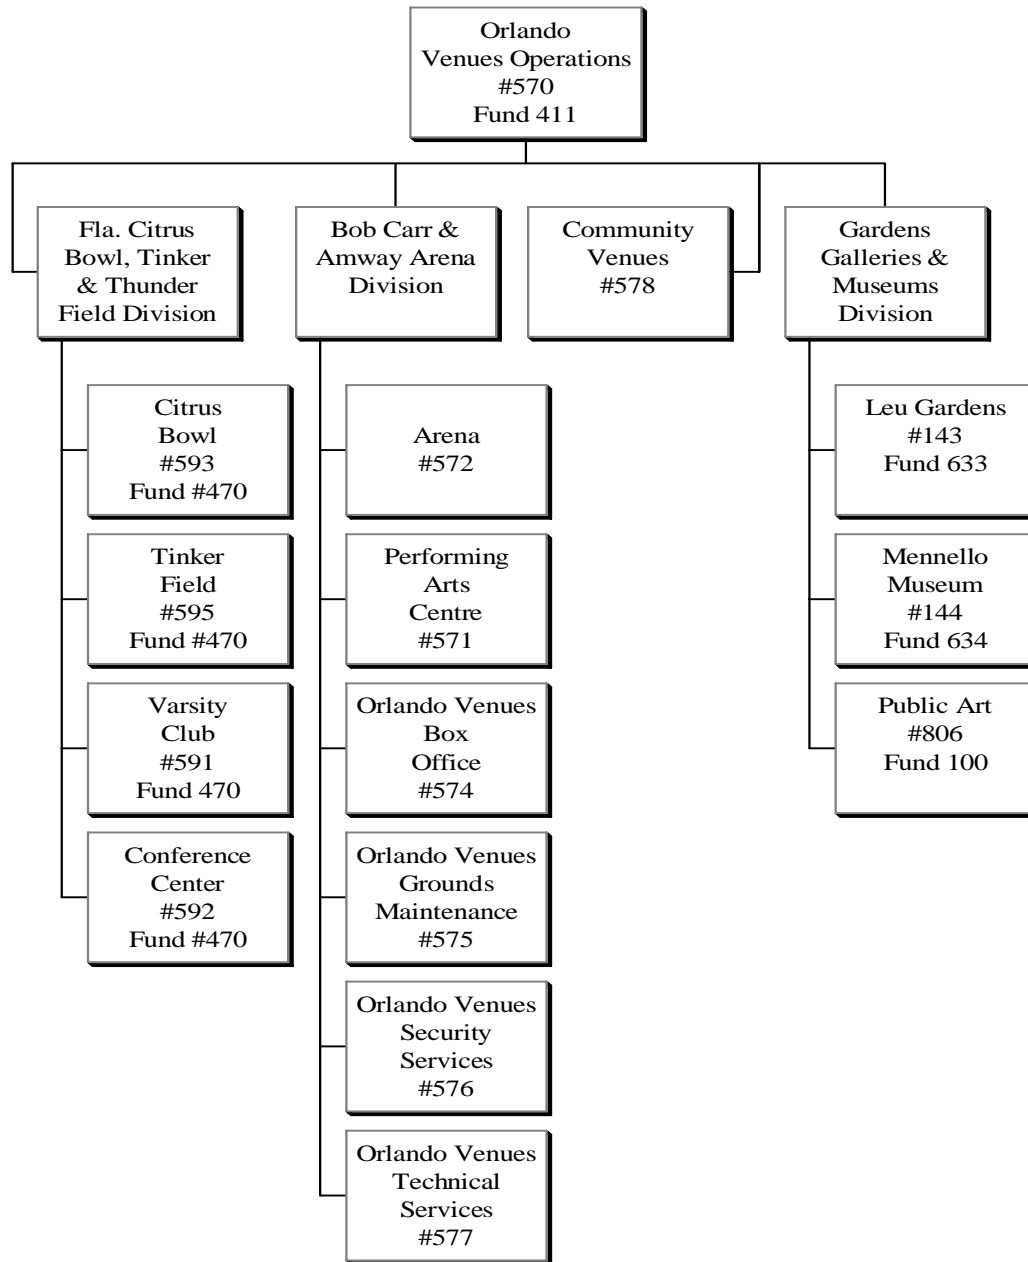 Orlando
Venues Operations
#570
Fund 411
Fla. Citrus
Bowl, Tinker
& Thunder
Field Division
Bob Carr &
Amway Arena
Division
Community
Venues
#578
Gardens
Galleries &
Museums
Division
Citrus
Bowl
#593
Fund #470
Tinker
Field
#595
Fund #470
Varsity
Club
#591
Fund 470
Conference
Center
#592
Fund #470
Arena
#572
Performing
Arts
Centre
#571
Orlando Venues
Box
Office
#574
Orlando Venues
Grounds
Maintenance
#575
Orlando Venues
Security
Services
#576
Orlando Venues
Technical
Services
#577
Leu Gardens
#143
Fund 633
Mennello
Museum
#144
Fund 634
Public Art
#806
Fund 100